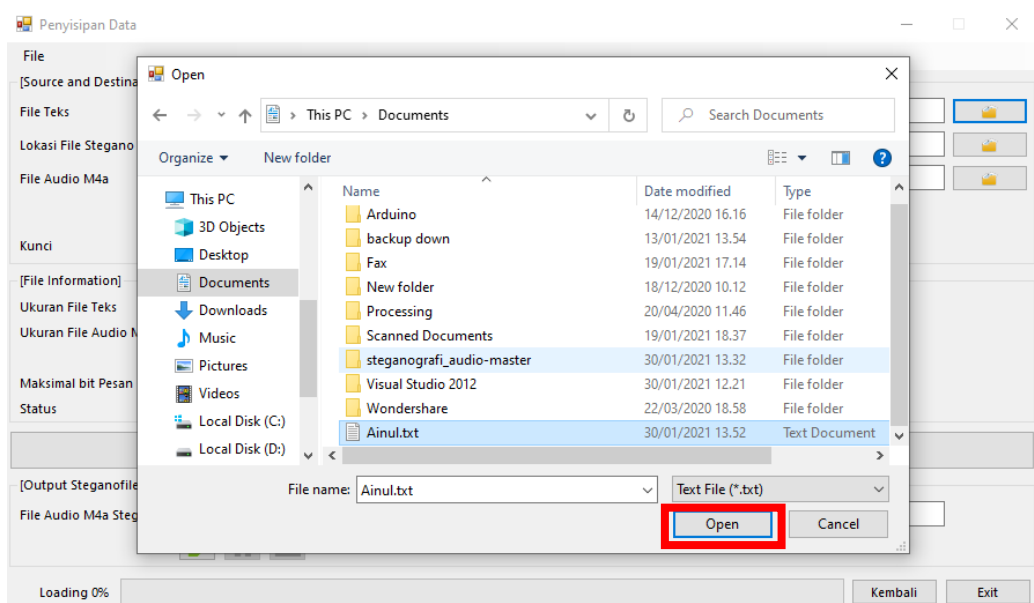 Penyisipan Data
File
[Source and Destina
File Teks
Lokasi File Stegano
File Audio M4a
Kunci
[File Information]
Ukuran File Teks
Ukuran File Audio M
Maksimal bit Pesan
Status
[Output Steganofile
File Audio M4a Steg
Loading 0%
Kembali
Exit
Open
This PC > Documents
Search Documents
Organize
New folder
This PC
3D Objects
Desktop
Documents
Downloads
Music
Pictures
Videos
Local Disk (C:)
Local Disk (D:)
Name Date modified Type
Arduino 14/12/2020 16.16 File folder
backup down 13/01/2021 13.54 File folder
Fax 19/01/2021 17.14 File folder
New folder 18/12/2020 10.12 File folder
Processing 20/04/2020 11.46 File folder
Scanned Documents 19/01/2021 18.37 File folder
steganografi_audio-master 30/01/2021 13.32 File folder
Visual Studio 2012 30/01/2021 12.21 File folder
Wondershare 22/03/2020 18.58 File folder
Ainul.txt 30/01/2021 13.52 Text Document
File name: Ainul.txt
Text File (*.txt)
Open
Cancel